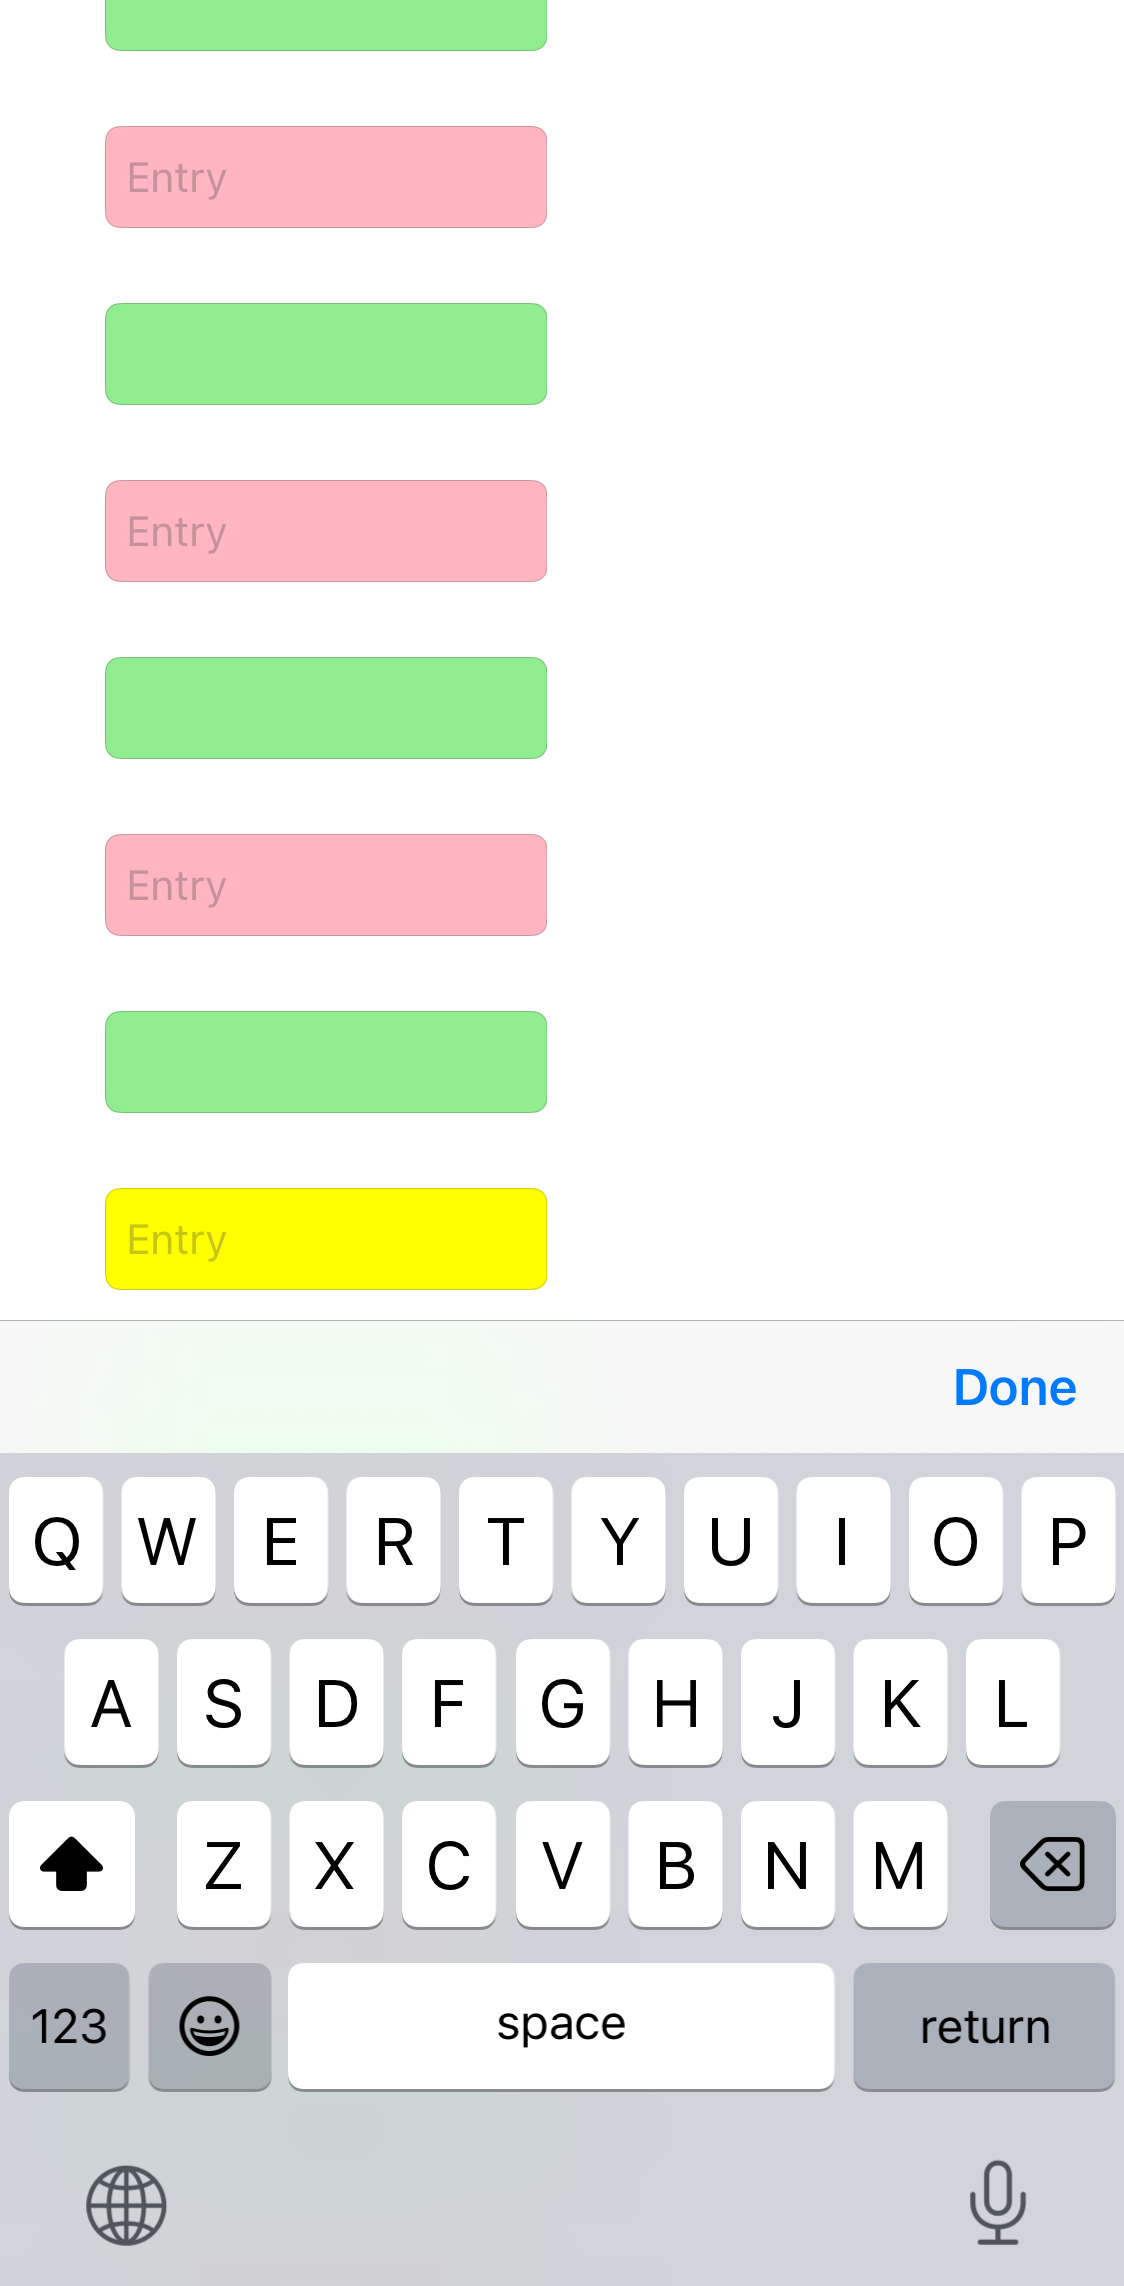 Entry
Entry
Entry
Entry
Done
Q W E R T Y U I O P
A S D F G H J K L
Z X C V B N M
123 space return